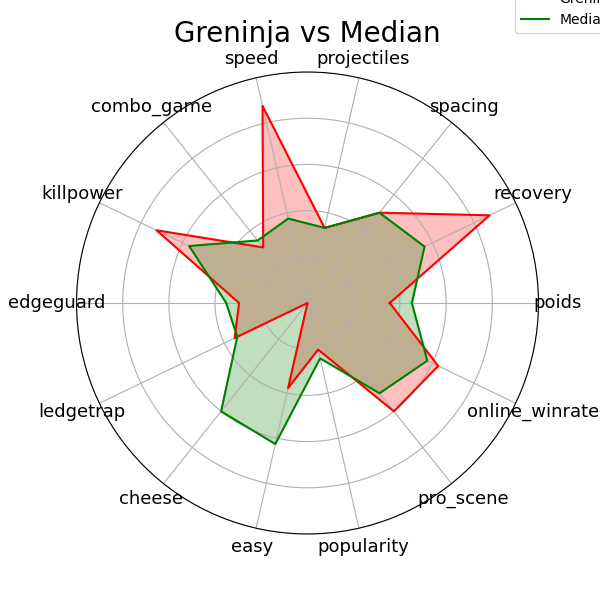 Greninja vs Median
speed
projectiles
combo_game
spacing
killpower
recovery
edgeguard
poids
ledgetrap
online_winrate
cheese
pro_scene
easy
popularity